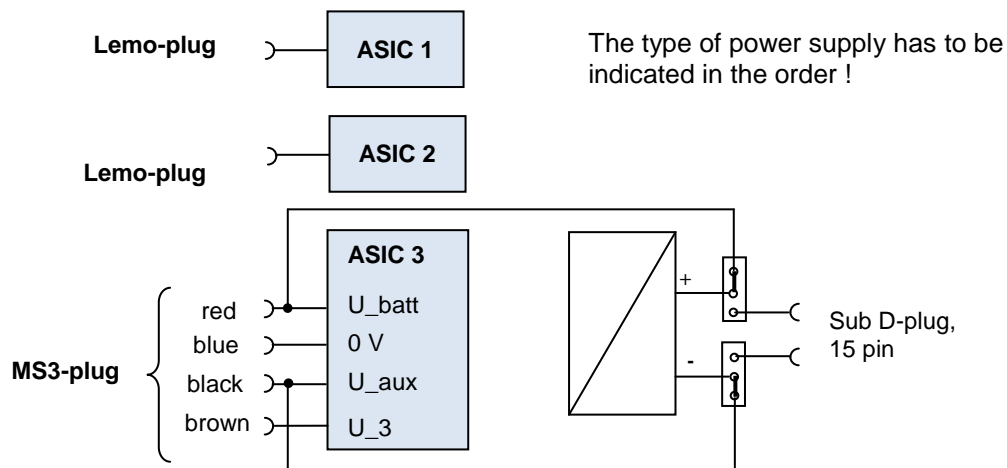 Lemo-plug
ASIC 1
The type of power supply has to be
indicated in the order !
Lemo-plug
ASIC 2
ASIC 3
MS3-plug
red
U_batt
blue
0 V
black
U_aux
brown
U_3
+
-
Sub D-plug,
15 pin